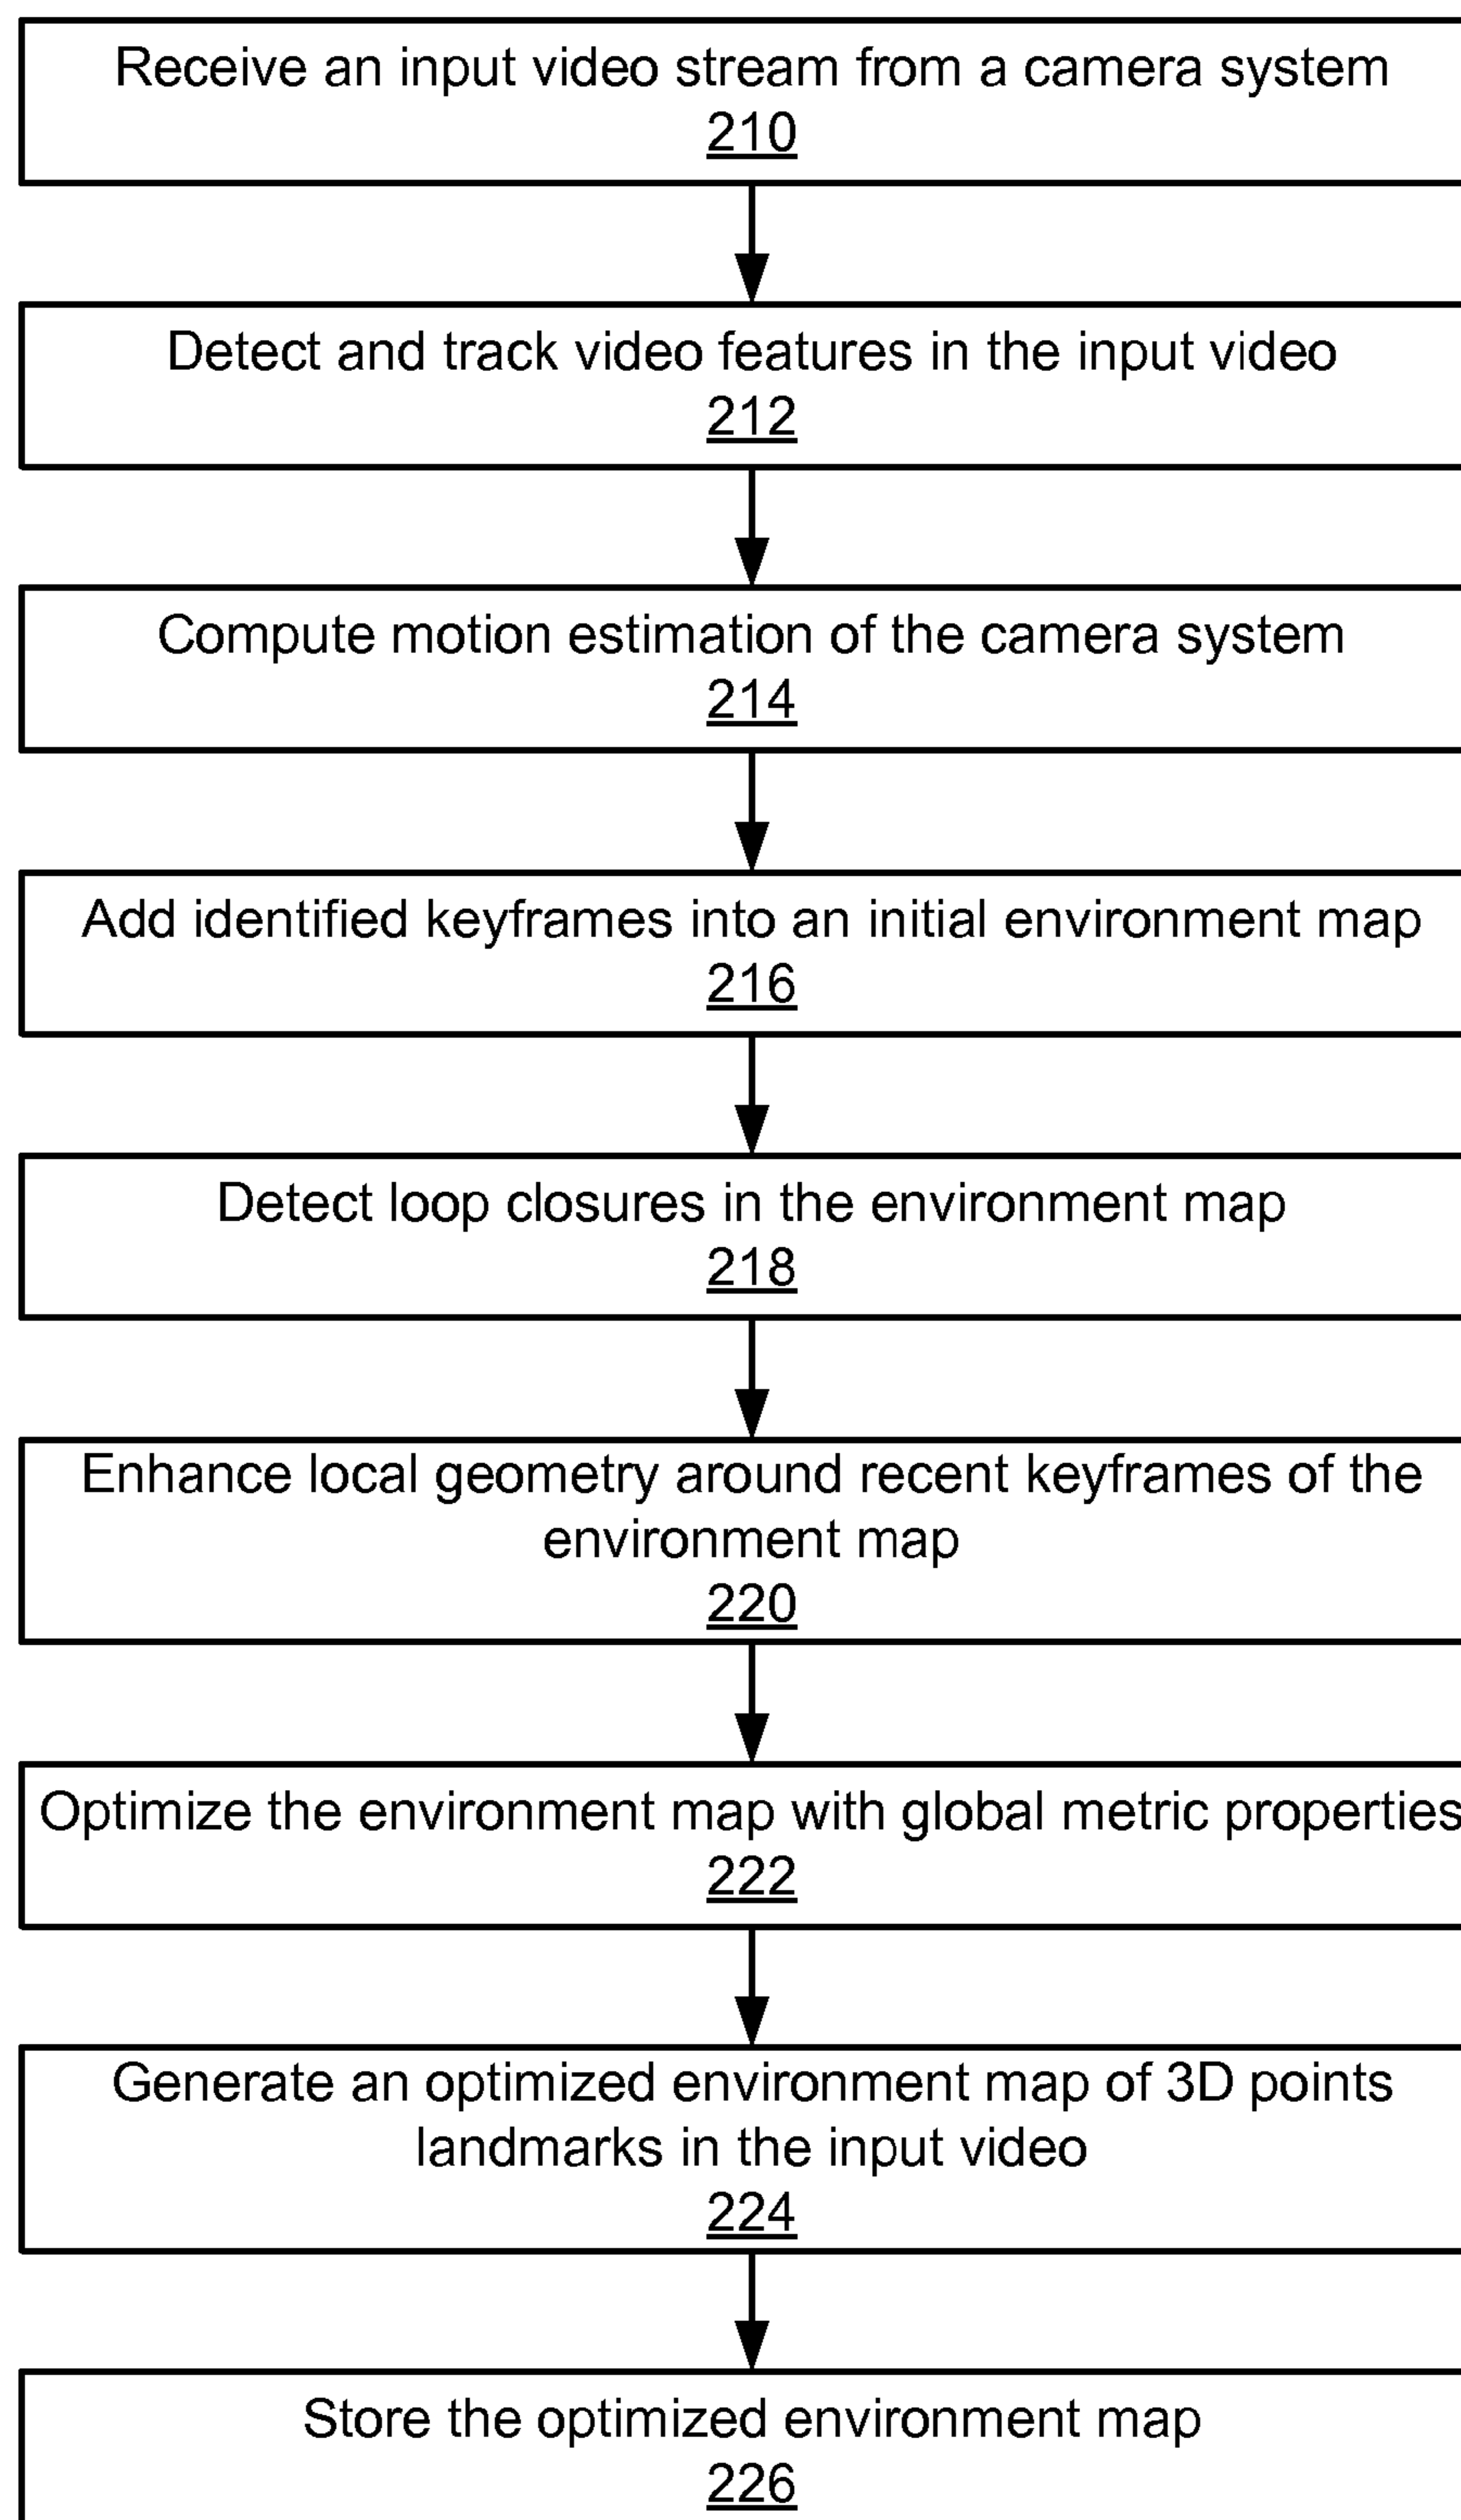 Receive an input video stream from a camera system
210
Detect and track video features in the input video
212
Compute motion estimation of the camera system
214
Add identified keyframes into an initial environment map
216
Detect loop closures in the environment map
218
Enhance local geometry around recent keyframes of the
environment map
220
Optimize the environment map with global metric properties
222
Generate an optimized environment map of 3D points
landmarks in the input video
224
Store the optimized environment map
226